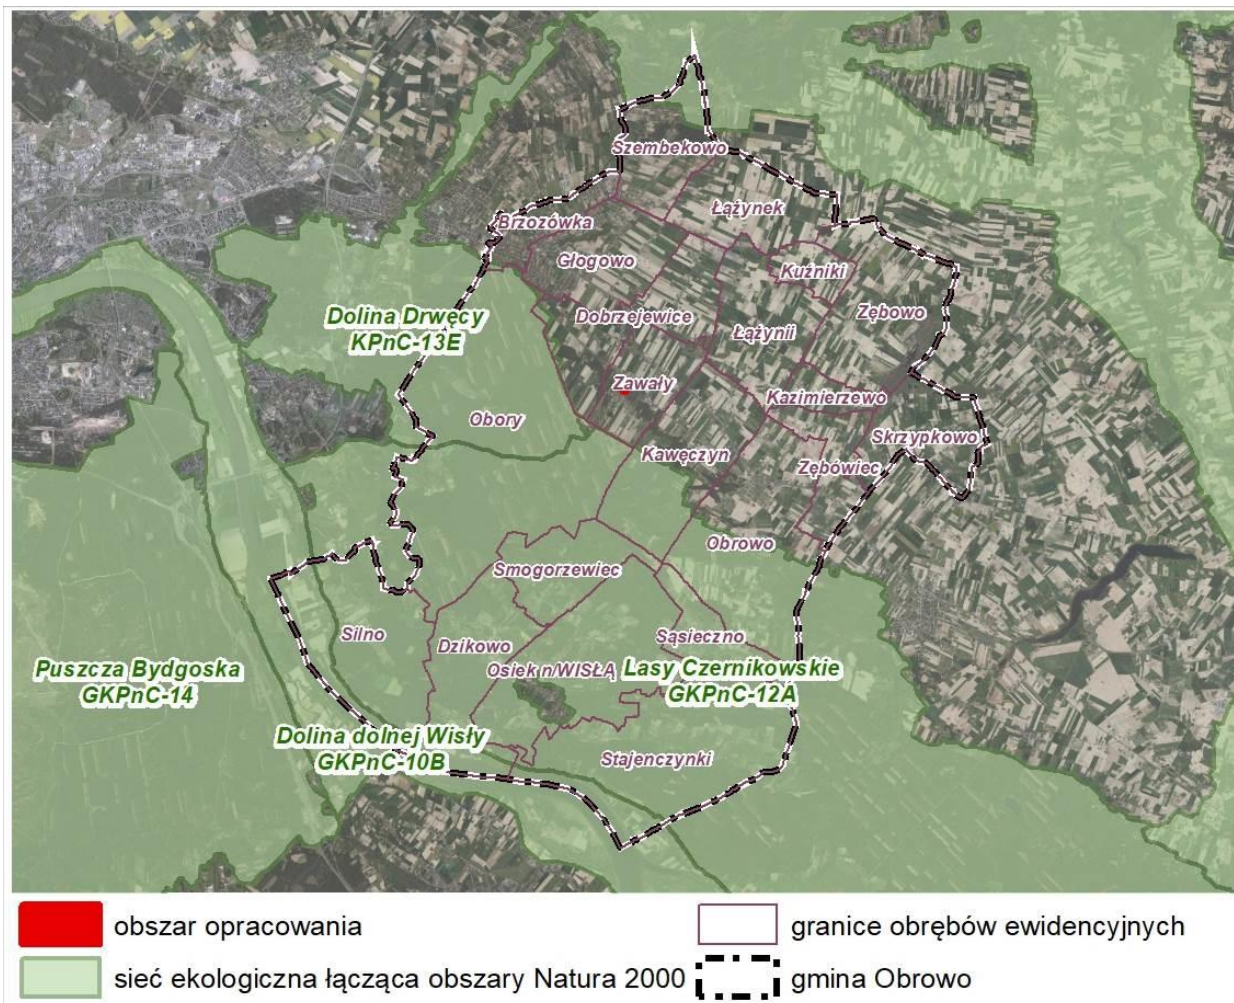 Szembekowo
Łążynek
Brzozówka
Głogowo
Kuźniki
Zębowo
Dolina Drwęcy
KPnC-13E
Dobrzejewice
Łążynii
Zawały
Kazimierzewo
Obory
Skrzypkowo
Kawęczyn
Zębówiec
Obrowo
Smogorzewiec
Silno
Dzikowo
Sąsieczno
Osiek n/WISŁĄ
Lasy Czernikowskie
GKPnC-12A
Puszcza Bydgoska
GKPnC-14
Dolina dolnej Wisły
GKPnC-10B
Stajenczynki
obszar opracowania
granice obrębów ewidencyjnych
sieć ekologiczna łącząca obszary Natura 2000
gmina Obrowo